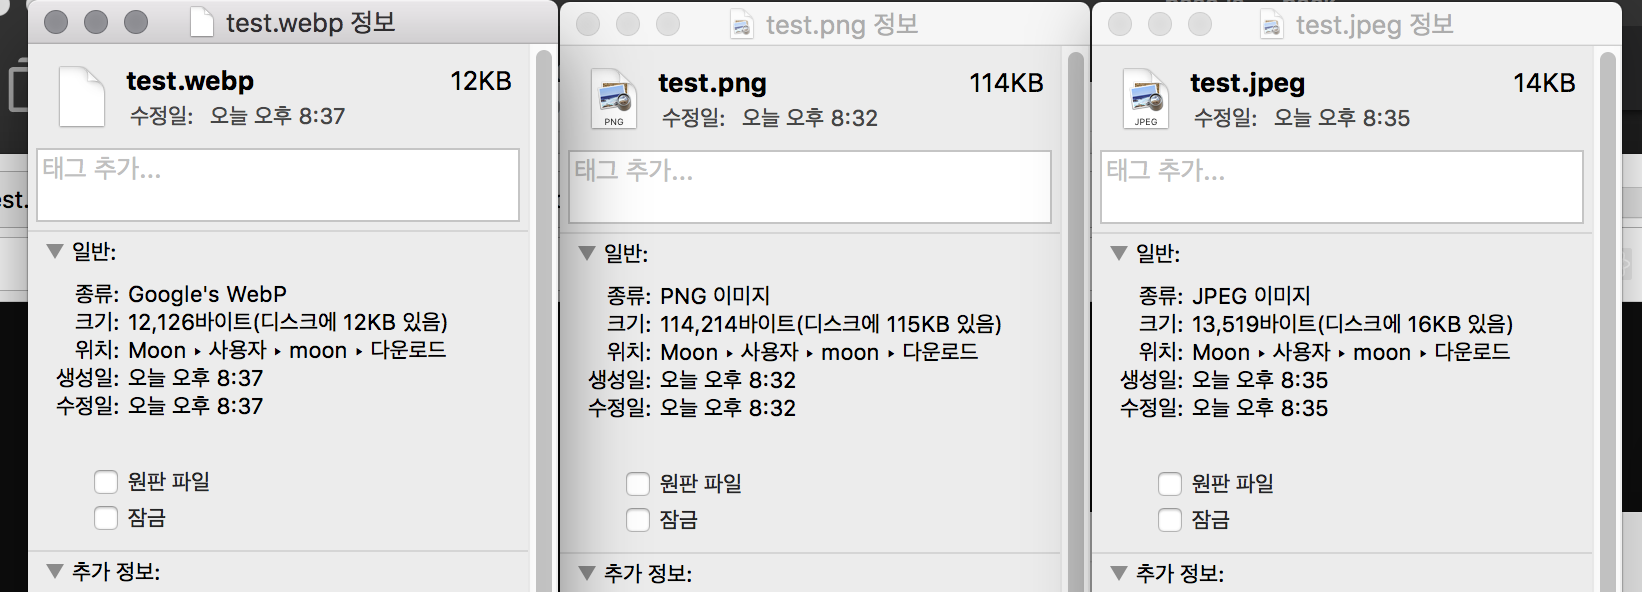 test.webp 정보
test.webp 12KB
수정일: 오늘 오후 8:37
태그 추가...
일반:
종류: Google's WebP
크기: 12,126바이트(디스크에 12KB 있음)
위치: Moon ▸ 사용자 ▸ moon ▸ 다운로드
생성일: 오늘 오후 8:37
수정일: 오늘 오후 8:37
원판 파일
잠금
추가 정보:
test.png 정보
PNG
test.png 114KB
수정일: 오늘 오후 8:32
태그 추가...
일반:
종류: PNG 이미지
크기: 114,214바이트(디스크에 115KB 있음)
위치: Moon ▸ 사용자 ▸ moon ▸ 다운로드
생성일: 오늘 오후 8:32
수정일: 오늘 오후 8:32
원판 파일
잠금
추가 정보:
test.jpeg 정보
JPEG
test.jpeg 14KB
수정일: 오늘 오후 8:35
태그 추가...
일반:
종류: JPEG 이미지
크기: 13,519바이트(디스크에 16KB 있음)
위치: Moon ▸ 사용자 ▸ moon ▸ 다운로드
생성일: 오늘 오후 8:35
수정일: 오늘 오후 8:35
원판 파일
잠금
추가 정보: